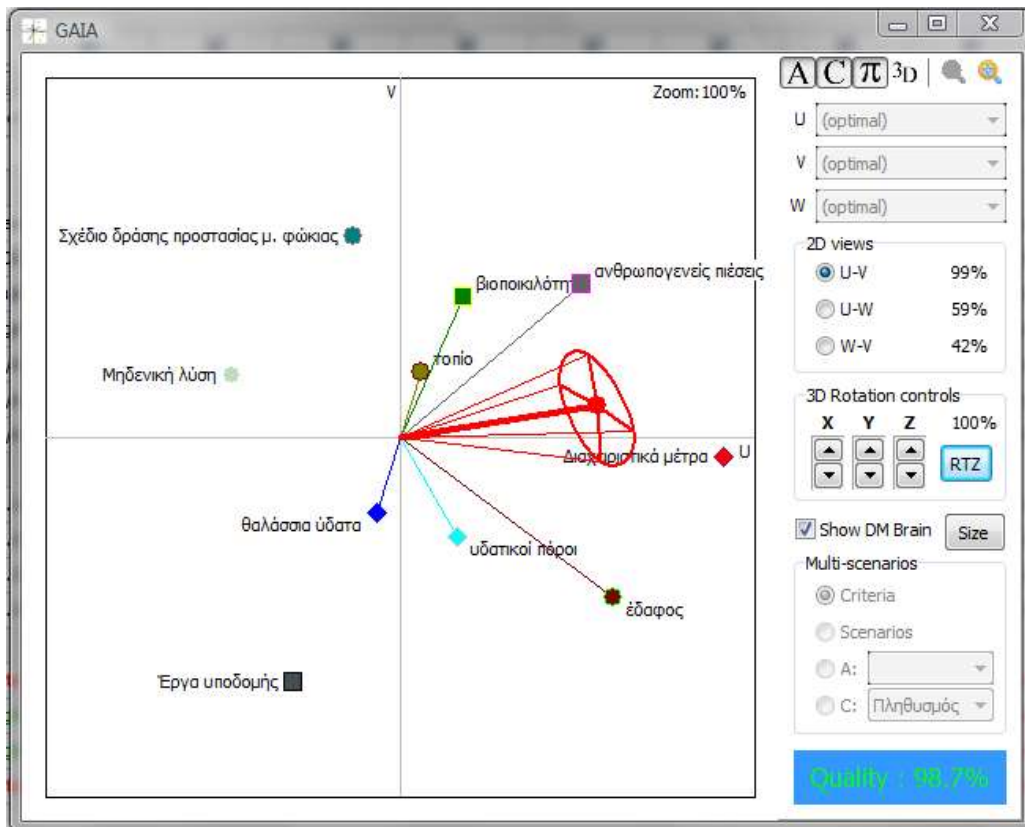 GAIA
V
Zoom: 100%
Σχέδιο δράσης προστασίας μ. φώκιας
βιοποικιλότητ
ανθρωπογενείς πιέσεις
τοπίο
Μηδενική λύση
Διαχειριστικά μέτρα
U
θαλάσσια ύδατα
υδατικοί πόροι
έδαφος
Έργα υποδομής
A C π 3D
U (optimal)
V (optimal)
W (optimal)
2D views
U-V 99%
U-W 59%
W-V 42%
3D Rotation controls
X Y Z 100%
RTZ
Show DM Brain Size
Multi-scenarios
Criteria
Scenarios
A:
C: Πληθυσμός
Quality : 98.7%